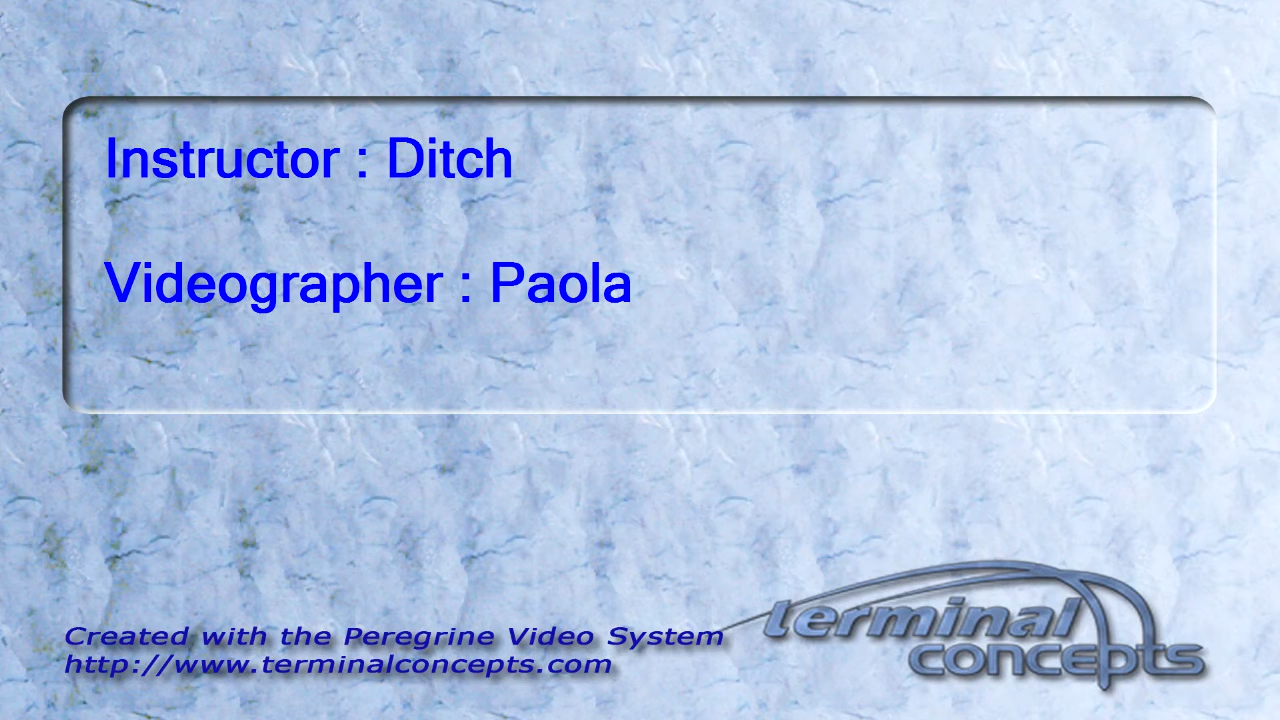 Instructor : Ditch
Videographer : Paola
Created with the Peregrine Video System
http://www.terminalconcepts.com
terminal
concepts